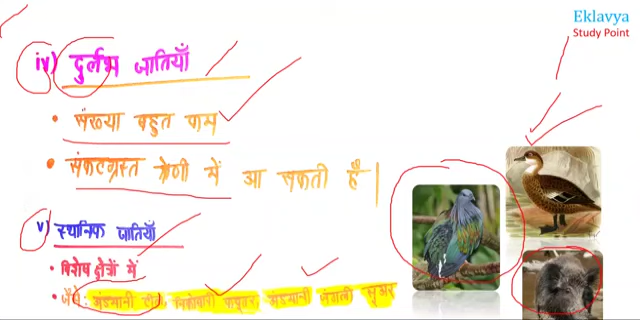 Eklavya
Study Point
iv) दुर्लभ जातियाँ
• संख्या बहुत कम
• संकटग्रस्त श्रेणी में आ सकती हैं|
v) स्थानिक जातियाँ
• विशेष क्षेत्रों में
• जैसे: अंडमानी टील, निकोबारी कबूतर, अंडमानी जंगली सुअर